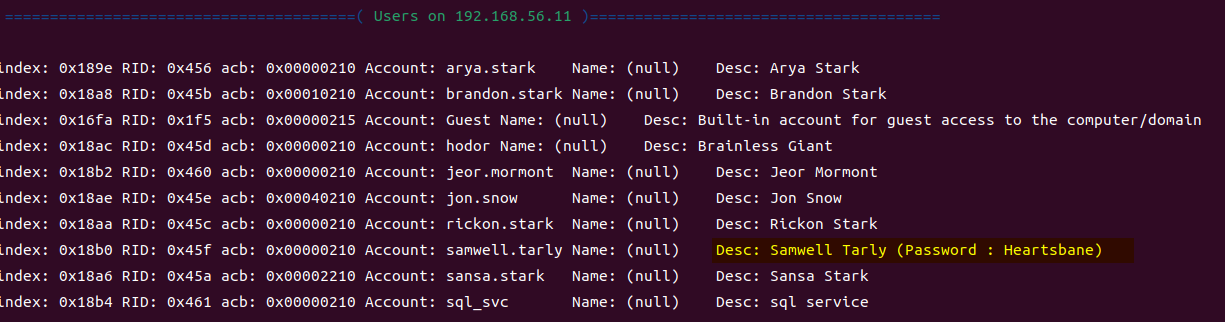 =======================================( Users on 192.168.56.11 )=======================================
index: 0x189e RID: 0x456 acb: 0x00000210 Account: arya.stark    Name: (null)    Desc: Arya Stark
index: 0x18a8 RID: 0x45b acb: 0x00010210 Account: brandon.stark Name: (null)    Desc: Brandon Stark
index: 0x16fa RID: 0x1f5 acb: 0x00000215 Account: Guest Name: (null)    Desc: Built-in account for guest access to the computer/domain
index: 0x18ac RID: 0x45d acb: 0x00000210 Account: hodor Name: (null)    Desc: Brainless Giant
index: 0x18b2 RID: 0x460 acb: 0x00000210 Account: jeor.mormont  Name: (null)    Desc: Jeor Mormont
index: 0x18ae RID: 0x45e acb: 0x00040210 Account: jon.snow      Name: (null)    Desc: Jon Snow
index: 0x18aa RID: 0x45c acb: 0x00000210 Account: rickon.stark  Name: (null)    Desc: Rickon Stark
index: 0x18b0 RID: 0x45f acb: 0x00000210 Account: samwell.tarly Name: (null)    Desc: Samwell Tarly (Password : Heartsbane)
index: 0x18a6 RID: 0x45a acb: 0x00002210 Account: sansa.stark   Name: (null)    Desc: Sansa Stark
index: 0x18b4 RID: 0x461 acb: 0x00000210 Account: sql_svc       Name: (null)    Desc: sql service